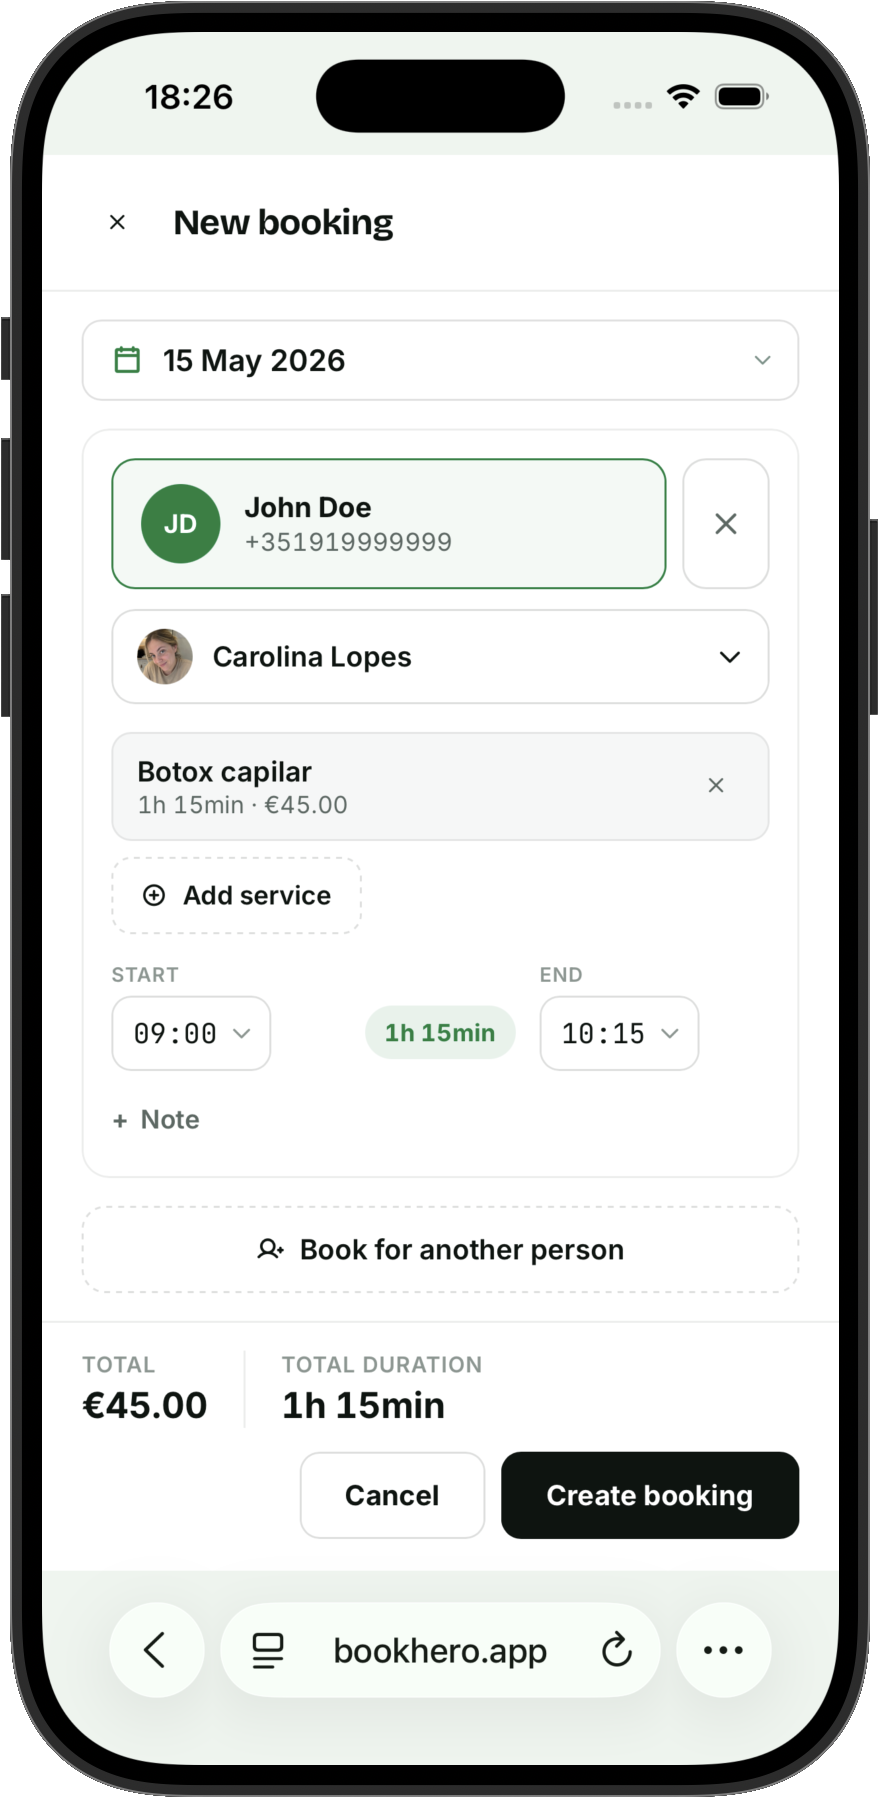 18:26
New booking
15 May 2026
JD
John Doe
+351919999999
Carolina Lopes
Botox capilar
1h 15min · €45.00
Add service
START
END
09:00
1h 15min
10:15
+ Note
Book for another person
TOTAL
TOTAL DURATION
€45.00
1h 15min
Cancel
Create booking
bookhero.app